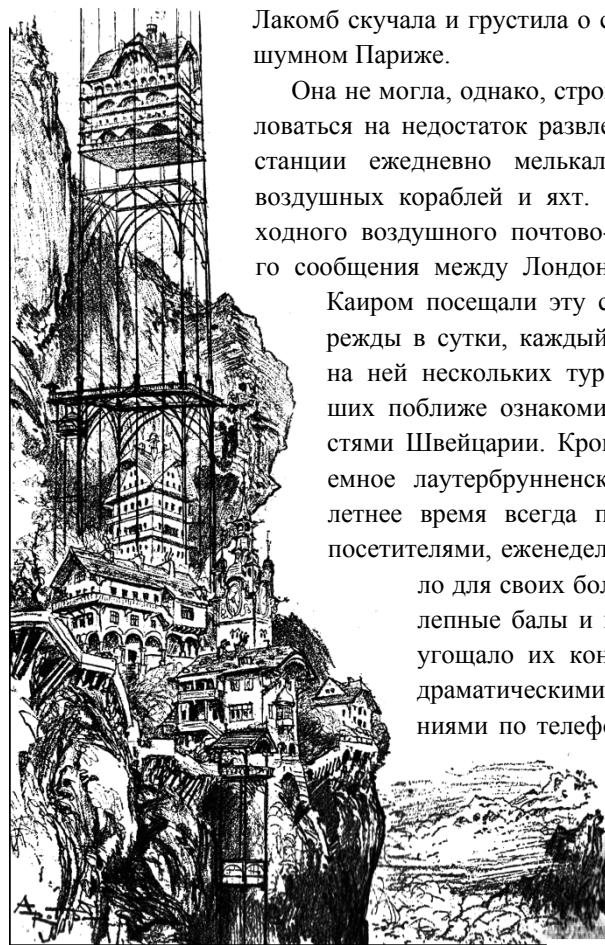 Лакомб скучала и грустила о с
шумном Париже.
Она не могла, однако, стро
ловаться на недостаток развле
станции ежедневно мелькал
воздушных кораблей и яхт.
ходного воздушного почтово-
го сообщения между Лондон
Каиром посещали эту с
режды в сутки, каждый
на ней нескольких тур
ших поближе ознакоми
стями Швейцарии. Кро
емное лаутербрунненск
летнее время всегда п
посетителями, еженедел
ло для своих бол
лепные балы и
угощало их кон
драматическими
ниями по телеф